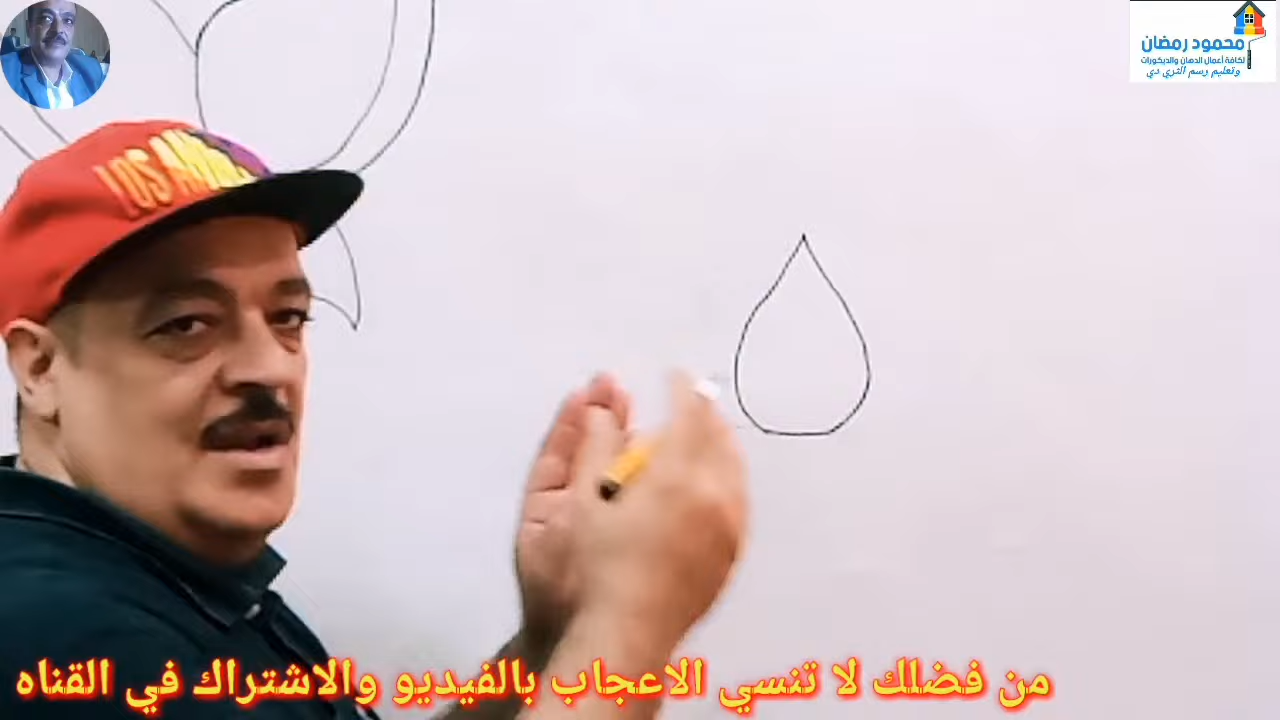 محمود رمضان
لكافة أعمال الدهان والديكورات
وتعليم رسم الثري دي
LOS
من فضلك لا تنسي الاعجاب بالفيديو والاشتراك في القناه